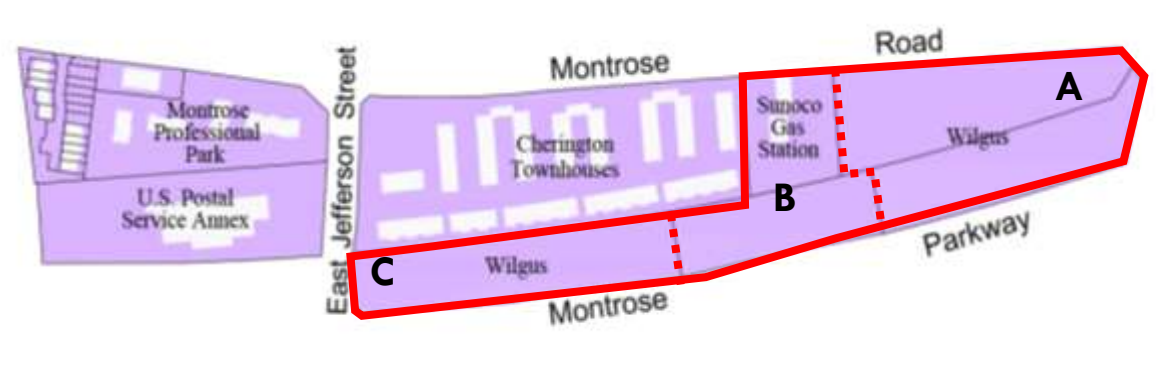 Montrose
Road
East Jefferson Street
Montrose
Professional
Park
U.S. Postal
Service Annex
Cherington
Townhouses
Sunoco
Gas
Station
A
Wilgus
B
C
Wilgus
Montrose
Parkway